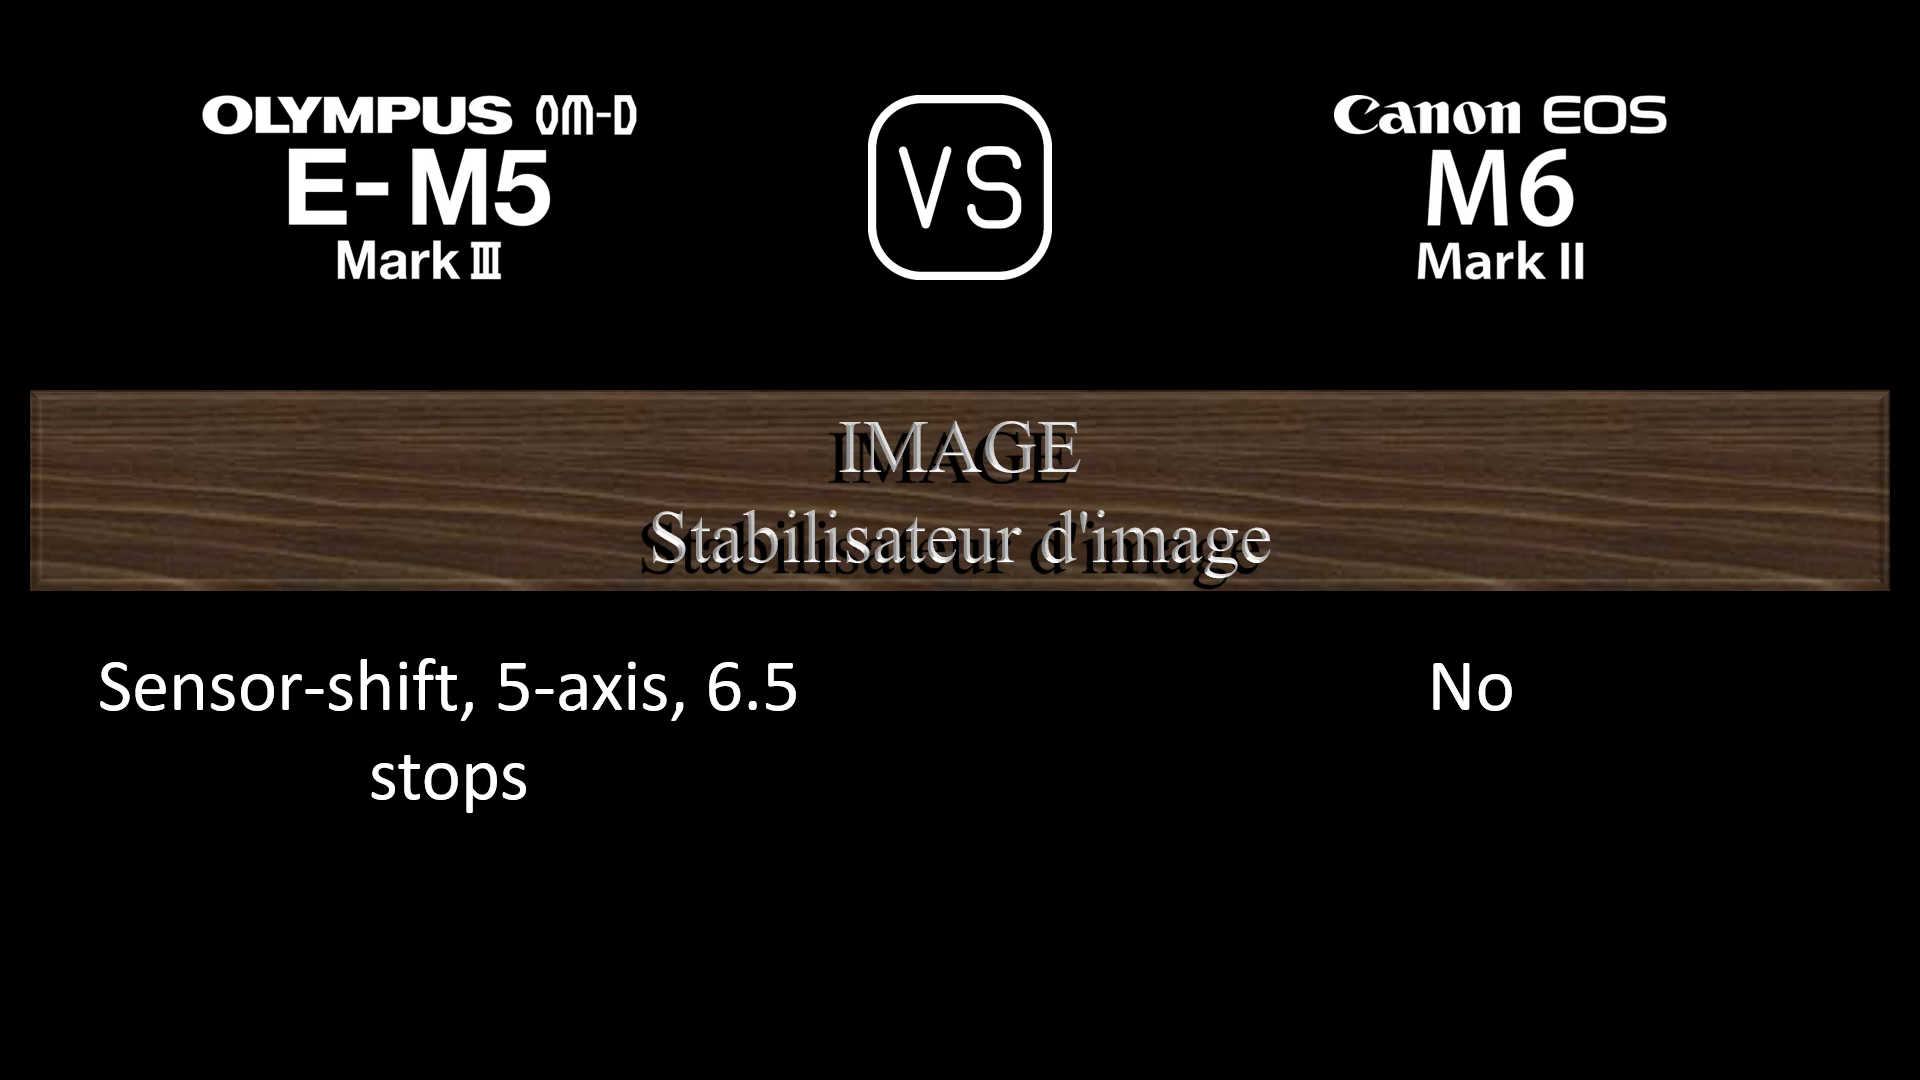 OLYMPUS OM-D
E-M5
Mark III
VS
Canon EOS
M6
Mark II
IMAGE
Stabilisateur d'image
Sensor-shift, 5-axis, 6.5
stops
No